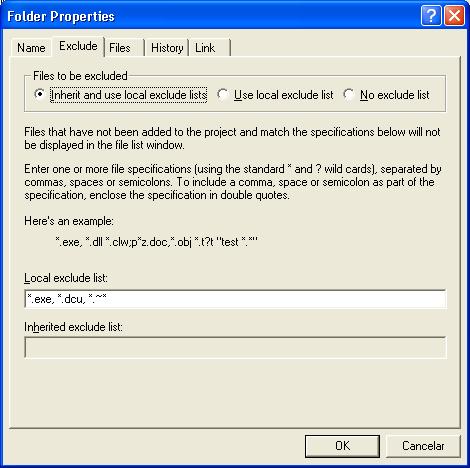 Folder Properties
Name Exclude Files History Link
Files to be excluded
Inherit and use local exclude lists Use local exclude list No exclude list
Files that have not been added to the project and match the specifications below will not
be displayed in the file list window.
Enter one or more file specifications (using the standard * and ? wild cards), separated by
commas, spaces or semicolons. To include a comma, space or semicolon as part of the
specification, enclose the specification in double quotes.
Here's an example:
*.exe, *.dll *.clw;p*z.doc,*.obj *.t?t "test *.*"
Local exclude list:
*.exe, *.dcu, *.~*
Inherited exclude list:
OK Cancelar